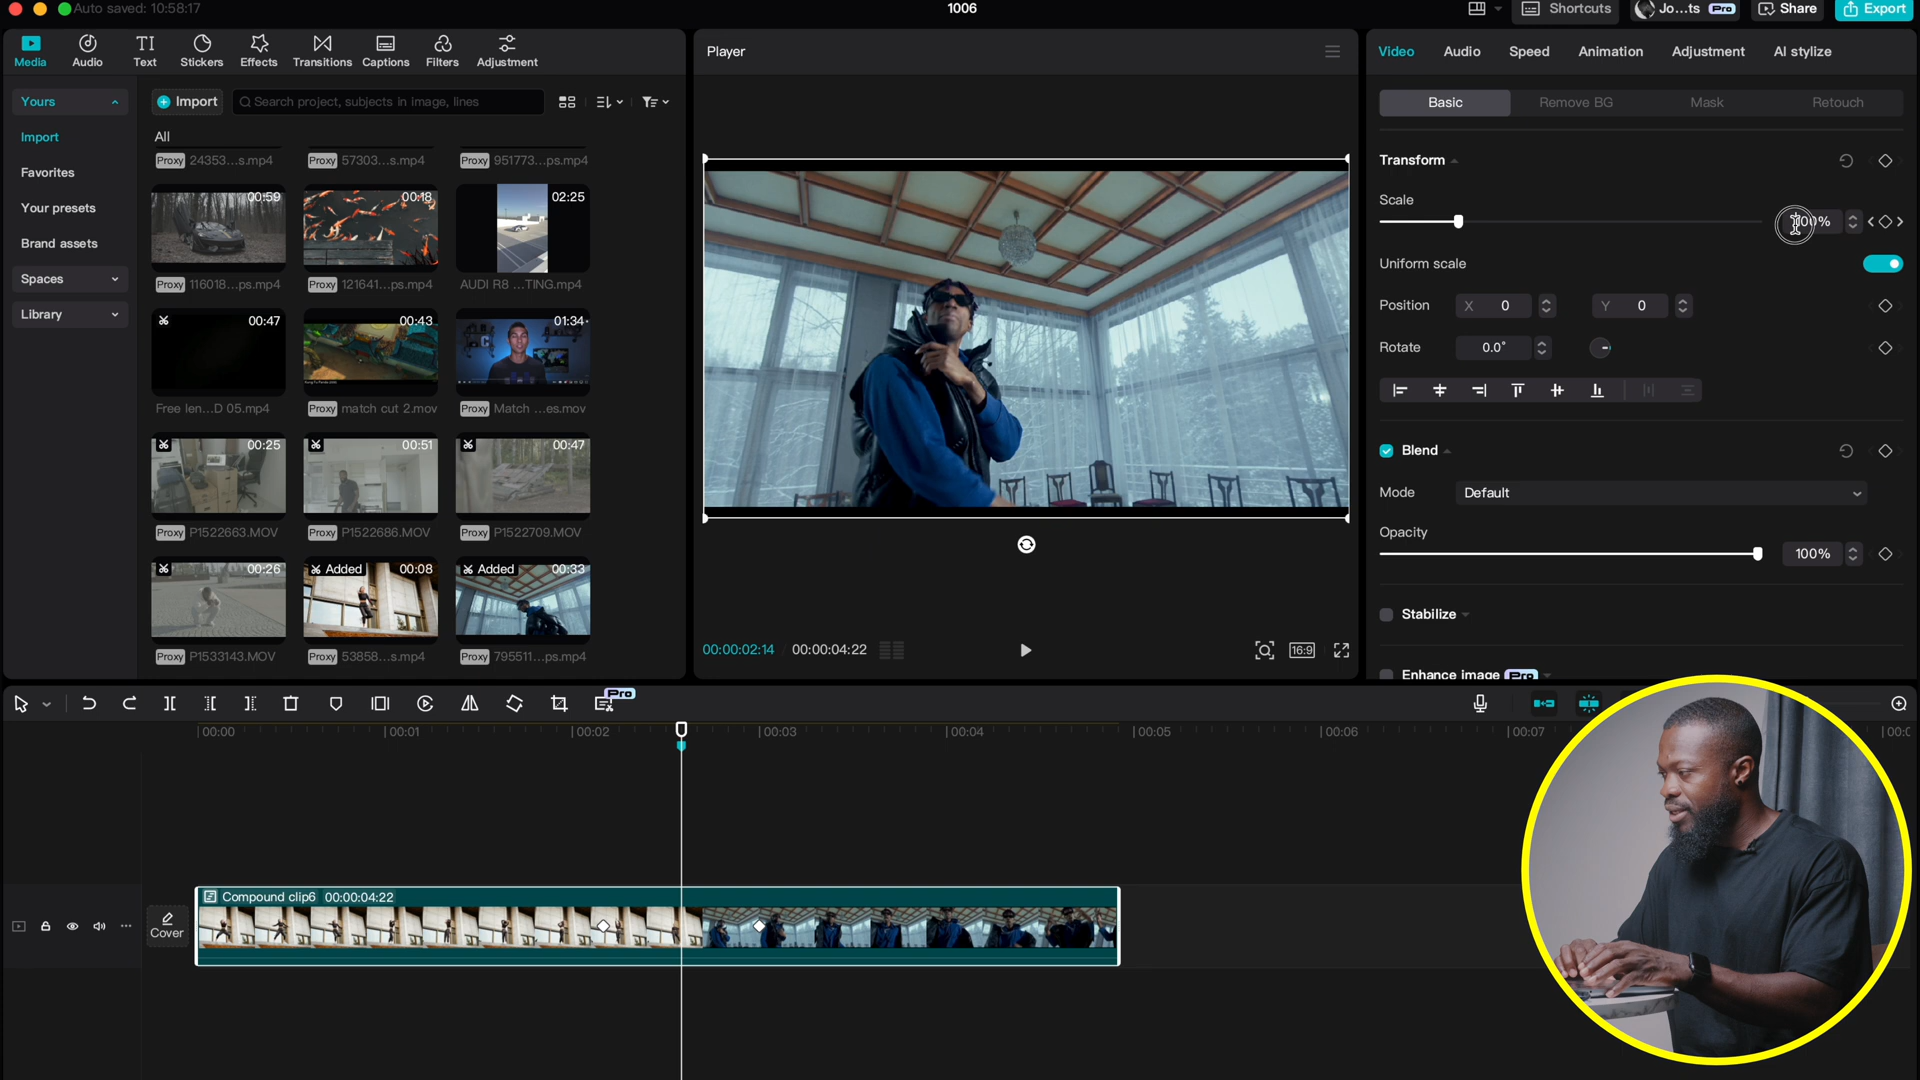 Auto saved: 10:58:17
1006
Shortcuts
Jo...ts
Pro
Share
Export
Media
Audio
Text
Stickers
Effects
Transitions
Captions
Filters
Adjustment
Yours
Import
Favorites
Your presets
Brand assets
Spaces
Library
Import
Search project, subjects in image, lines
All
Proxy 24353...s.mp4
Proxy 57303...s.mp4
Proxy 951773...ps.mp4
00:59
00:18
02:25
Proxy 116018...ps.mp4
Proxy 121641...ps.mp4
AUDI R8 ...TING.mp4
00:47
00:43
01:34
Free len...D 05.mp4
Proxy match cut 2.mov
Proxy Match ...es.mov
00:25
00:51
00:47
Proxy P1522663.MOV
Proxy P1522686.MOV
Proxy P1522709.MOV
00:26
Added 00:08
Added 00:33
Proxy P1533143.MOV
Proxy 53858...s.mp4
Proxy 795511...ps.mp4
Player
00:00:02:14
00:00:04:22
16:9
Video
Audio
Speed
Animation
Adjustment
AI stylize
Basic
Remove BG
Mask
Retouch
Transform
Scale
100%
Uniform scale
Position
X 0
Y 0
Rotate
0.0°
Blend
Mode
Default
Opacity
100%
Stabilize
Enhance image Pro
Pro
00:00
00:01
00:02
00:03
00:04
00:05
00:06
00:07
Cover
Compound clip6 00:00:04:22